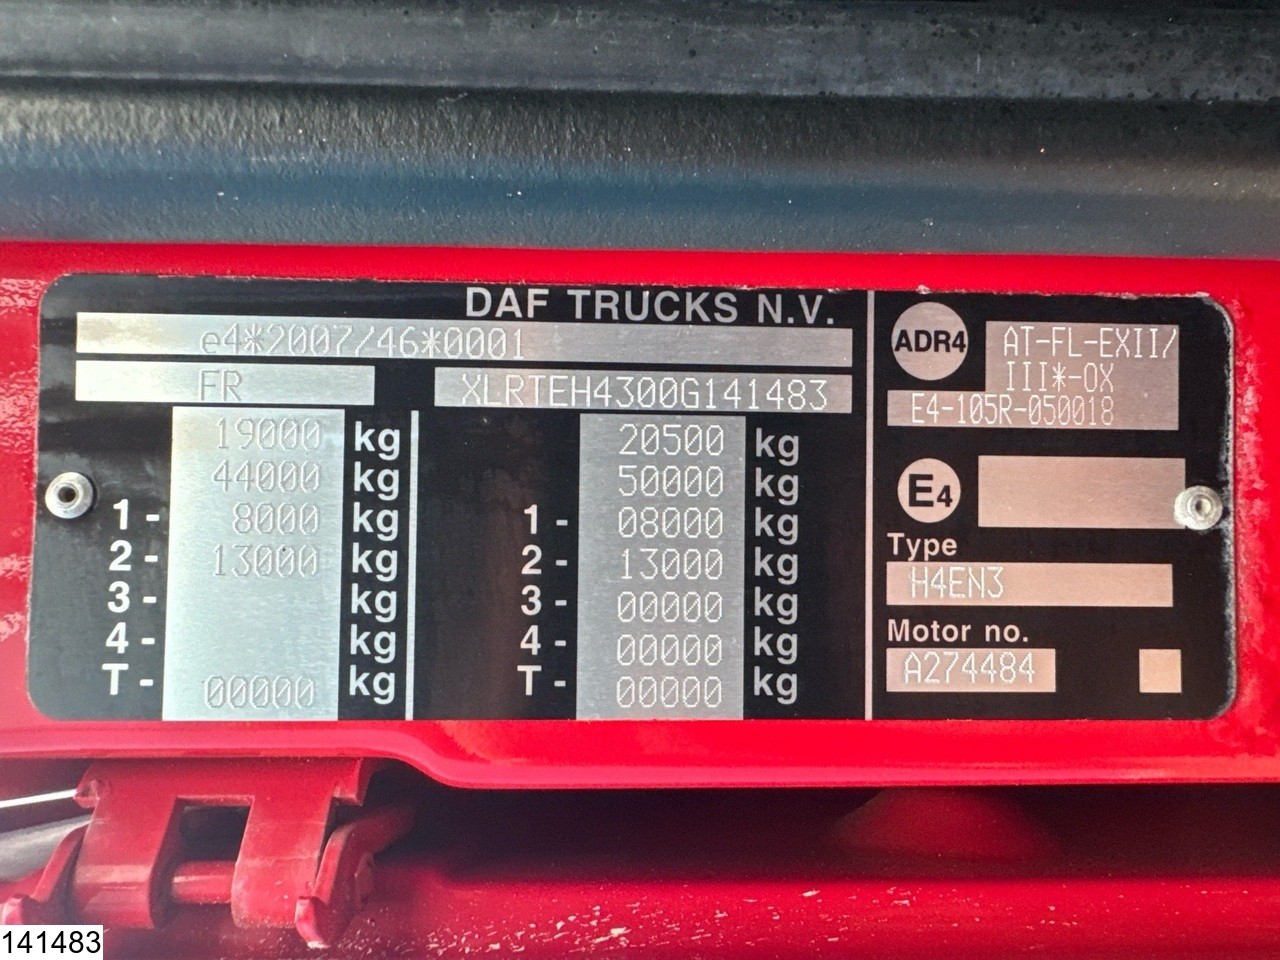 DAF TRUCKS N.V.
e4*2007/46*0001
FR XLRTEH4300G141483
19000 kg 20500 kg
44000 kg 50000 kg
1 - 8000 kg 1 - 08000 kg
2 - 13000 kg 2 - 13000 kg
3 - kg 3 - 00000 kg
4 - kg 4 - 00000 kg
T - 00000 kg T - 00000 kg
ADR4 AT-FL-EXII/
III*-OX
E4-105R-050018
E4
Type
H4EN3
Motor no.
A274484
141483